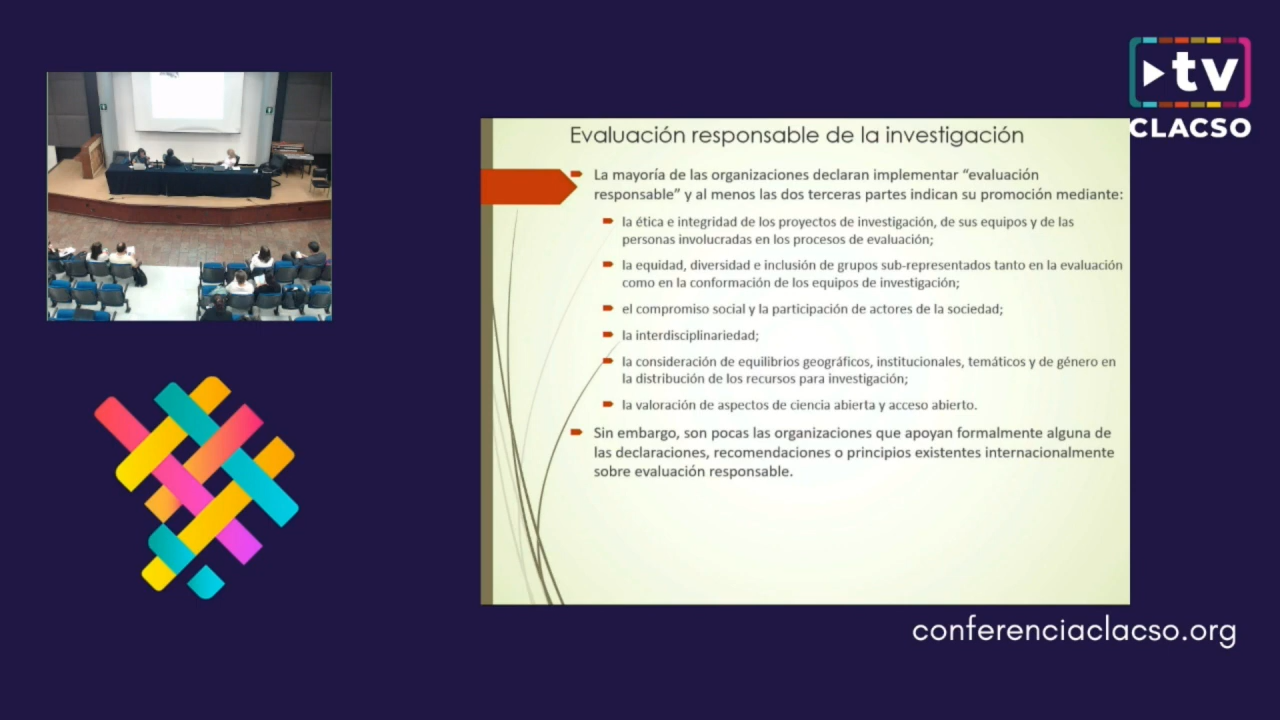 tv
CLACSO
Evaluación responsable de la investigación
La mayoría de las organizaciones declaran implementar “evaluación
responsable” y al menos las dos terceras partes indican su promoción mediante:
la ética e integridad de los proyectos de investigación, de sus equipos y de las
personas involucradas en los procesos de evaluación;
la equidad, diversidad e inclusión de grupos sub-representados tanto en la evaluación
como en la conformación de los equipos de investigación;
el compromiso social y la participación de actores de la sociedad;
la interdisciplinariedad;
la consideración de equilibrios geográficos, institucionales, temáticos y de género en
la distribución de los recursos para investigación;
la valoración de aspectos de ciencia abierta y acceso abierto.
Sin embargo, son pocas las organizaciones que apoyan formalmente alguna de
las declaraciones, recomendaciones o principios existentes internacionalmente
sobre evaluación responsable.
conferenciaclacso.org